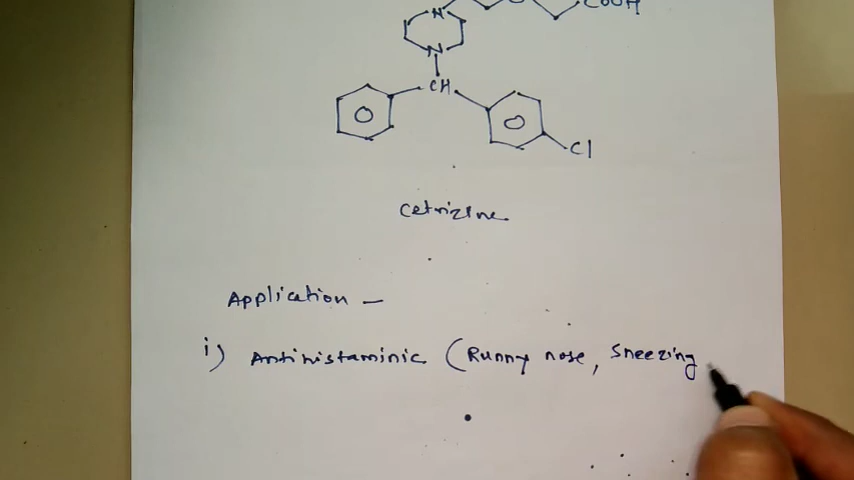 COOH
N
N
CH
Cl
Cetrizine
Application —
i) Antihistaminic (Runny nose, Sneezing